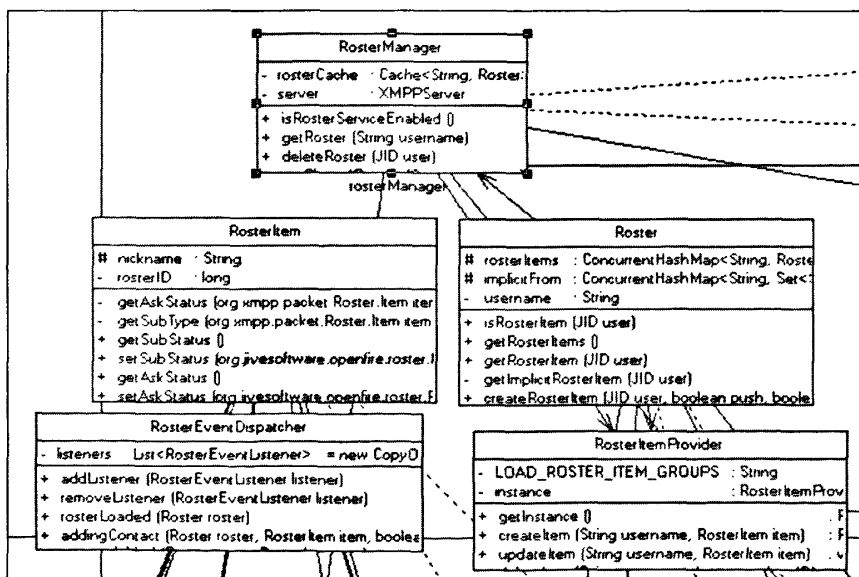 RosterManager
- rosterCache : Cache<String, Roster
- server : XMPPServer
+ isRosterServiceEnabled ()
+ getRoster (String username)
+ deleteRoster (JID user)
rosterManager
RosterItem
# nickname : String
- rosterID : long
- getAskStatus (org xmpp packet Roster.Item iter
- getSubType (org xmpp.packet.Roster.Item item
+ getSubStatus ()
+ setSubStatus (org.jivesoftware.openfire.roster.
+ getAskStatus ()
+ setAskStatus (org jivesoftware openfire roster
Roster
# rosterItems : ConcurrentHashMap<String, Roste
# implicitFrom : ConcurrentHashMap<String, Set<
- username : String
+ isRosterItem (JID user)
+ getRosterItems ()
+ getRosterItem (JID user)
- getImplicitRosterItem (JID user)
+ createRosterItem (JID user, boolean push, boole
RosterEventDispatcher
- listeners List<RosterEventListener> = new CopyO
+ addListener (RosterEventListener listener)
+ removeListener (RosterEventListener listener)
+ rosterLoaded (Roster roster)
+ addingContact (Roster roster, RosterItem item, boolea
RosterItemProvider
- LOAD_ROSTER_ITEM_GROUPS : String
- instance : RosterItemProv
+ getInstance () : F
+ createItem (String username, RosterItem item) : F
+ updateItem (String username, RosterItem item) : v